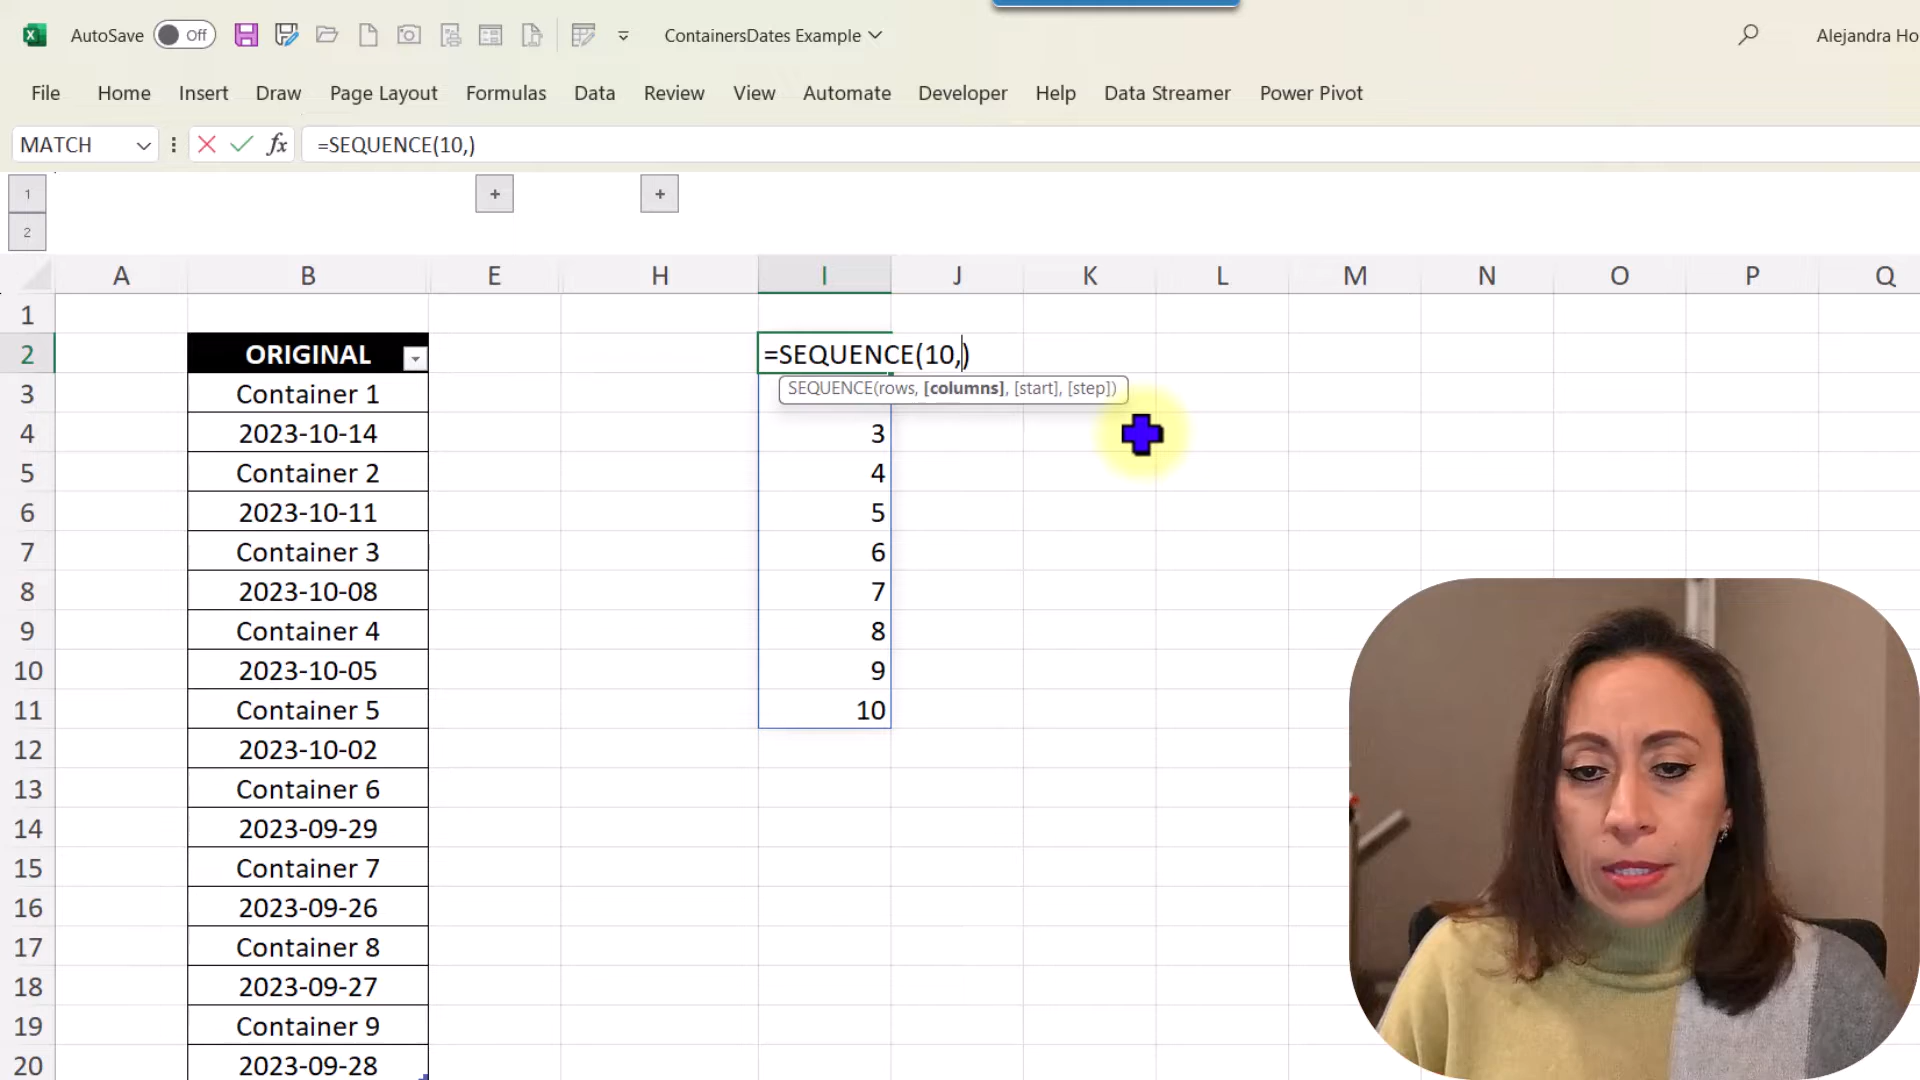 AutoSave Off ContainersDates Example Alejandra Ho
File Home Insert Draw Page Layout Formulas Data Review View Automate Developer Help Data Streamer Power Pivot
MATCH fx =SEQUENCE(10,)
1 + +
2
A B E H I J K L M N O P Q
1
2 ORIGINAL =SEQUENCE(10,)
SEQUENCE(rows, [columns], [start], [step])
3 Container 1
4 2023-10-14 3
5 Container 2 4
6 2023-10-11 5
7 Container 3 6
8 2023-10-08 7
9 Container 4 8
10 2023-10-05 9
11 Container 5 10
12 2023-10-02
13 Container 6
14 2023-09-29
15 Container 7
16 2023-09-26
17 Container 8
18 2023-09-27
19 Container 9
20 2023-09-28